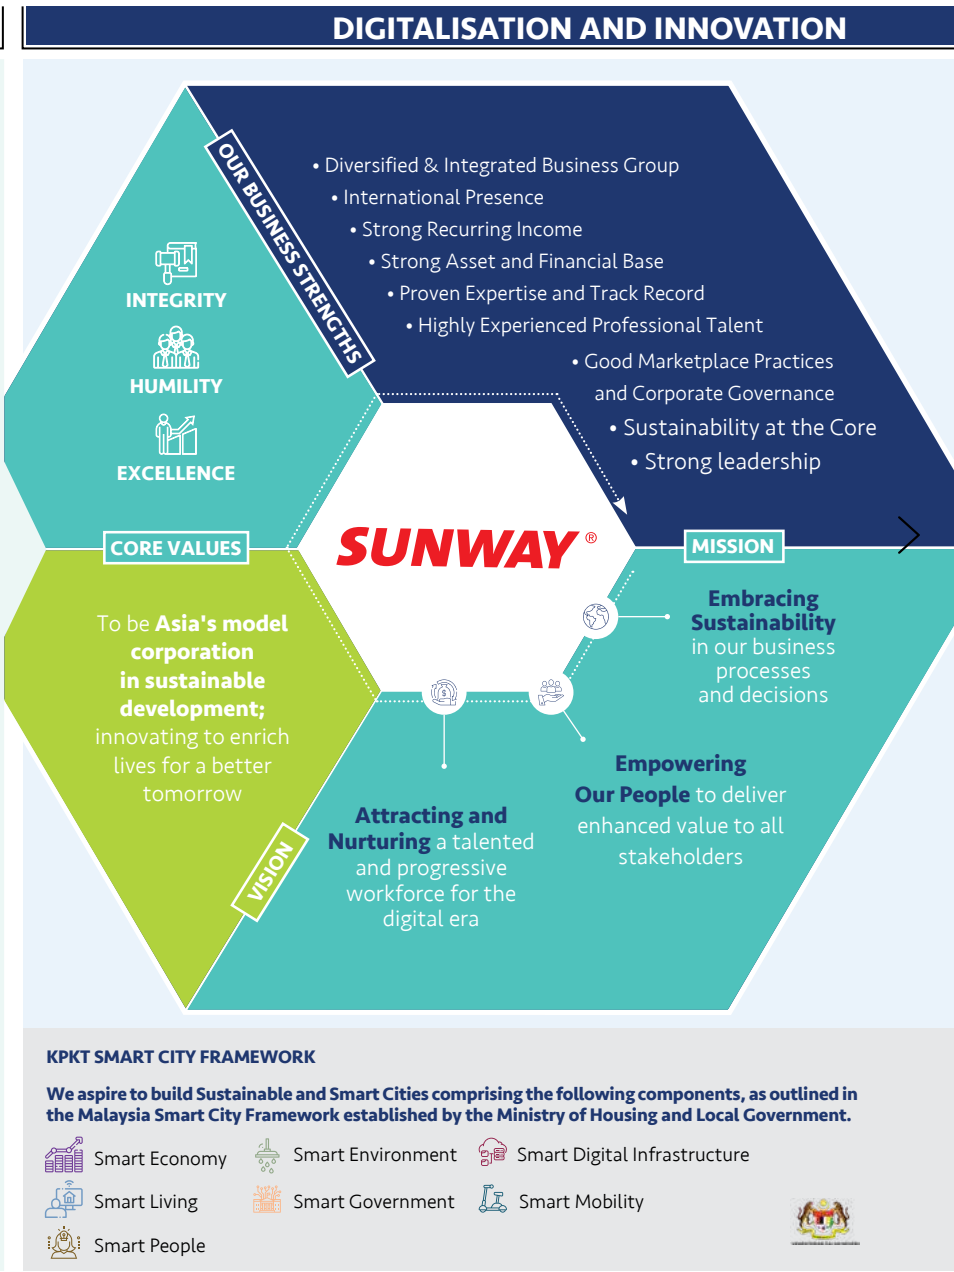 DIGITALISATION AND INNOVATION
OUR BUSINESS STRENGTHS
• Diversified & Integrated Business Group
• International Presence
• Strong Recurring Income
• Strong Asset and Financial Base
• Proven Expertise and Track Record
• Highly Experienced Professional Talent
• Good Marketplace Practices
and Corporate Governance
• Sustainability at the Core
• Strong leadership
INTEGRITY
HUMILITY
EXCELLENCE
CORE VALUES
SUNWAY®
MISSION
To be Asia's model
corporation
in sustainable
development;
innovating to enrich
lives for a better
tomorrow
VISION
Embracing
Sustainability
in our business
processes
and decisions
Empowering
Our People to deliver
enhanced value to all
stakeholders
Attracting and
Nurturing a talented
and progressive
workforce for the
digital era
KPKT SMART CITY FRAMEWORK
We aspire to build Sustainable and Smart Cities comprising the following components, as outlined in
the Malaysia Smart City Framework established by the Ministry of Housing and Local Government.
Smart Economy
Smart Environment
Smart Digital Infrastructure
Smart Living
Smart Government
Smart Mobility
Smart People